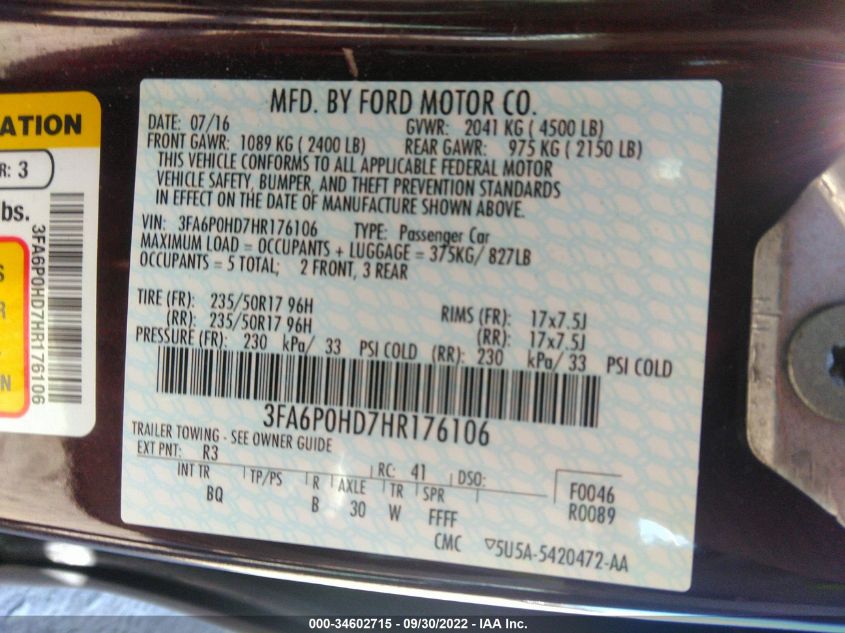 ATION
R: 3
bs.
S
R
N
3FA6P0HD7HR176106
MFD. BY FORD MOTOR CO.
DATE: 07/16 GVWR: 2041 KG ( 4500 LB)
FRONT GAWR: 1089 KG ( 2400 LB) REAR GAWR: 975 KG ( 2150 LB)
THIS VEHICLE CONFORMS TO ALL APPLICABLE FEDERAL MOTOR
VEHICLE SAFETY, BUMPER, AND THEFT PREVENTION STANDARDS
IN EFFECT ON THE DATE OF MANUFACTURE SHOWN ABOVE.
VIN: 3FA6P0HD7HR176106 TYPE: Passenger Car
MAXIMUM LOAD = OCCUPANTS + LUGGAGE = 375KG/ 827LB
OCCUPANTS = 5 TOTAL; 2 FRONT, 3 REAR
TIRE (FR): 235/50R17 96H RIMS (FR): 17x7.5J
(RR): 235/50R17 96H (RR): 17x7.5J
PRESSURE (FR): 230 kPa/ 33 PSI COLD (RR): 230 kPa/ 33 PSI COLD
3FA6P0HD7HR176106
TRAILER TOWING - SEE OWNER GUIDE
EXT PNT: R3 RC: 41 DSO:
INT TR TP/PS R AXLE TR SPR F0046
BQ B 30 W FFFF R0089
CMC ▽5U5A-5420472-AA
000-34602715 - 09/30/2022 - IAA Inc.